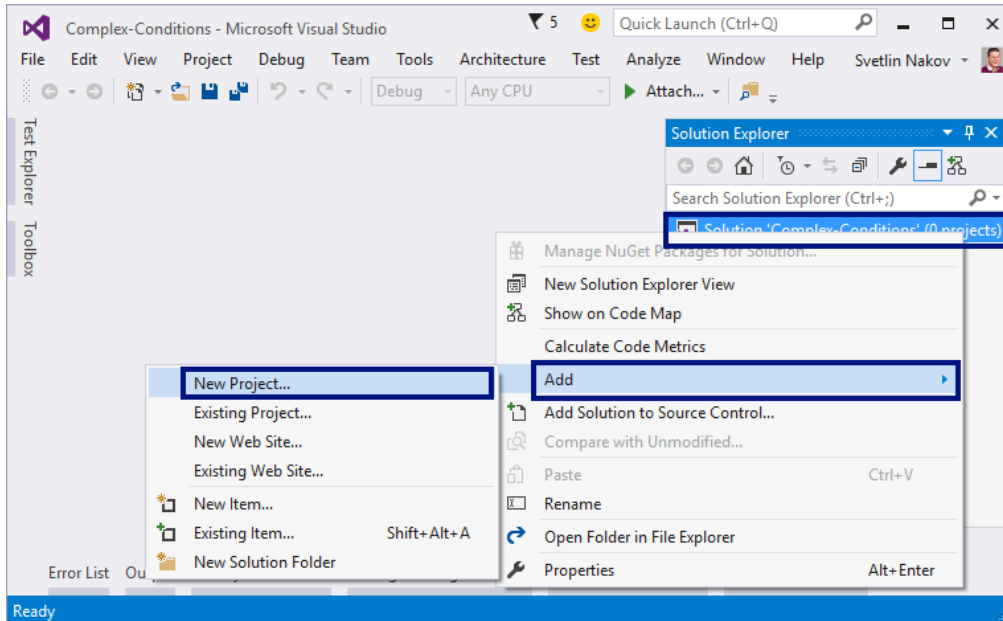 Complex-Conditions - Microsoft Visual Studio
5
Quick Launch (Ctrl+Q)
File Edit View Project Debug Team Tools Architecture Test Analyze Window Help Svetlin Nakov
Debug Any CPU Attach...
Test Explorer
Toolbox
Solution Explorer
Search Solution Explorer (Ctrl+;)
Solution 'Complex-Conditions' (0 projects)
Manage NuGet Packages for Solution...
New Solution Explorer View
Show on Code Map
Calculate Code Metrics
Add
Add Solution to Source Control...
Compare with Unmodified...
Paste Ctrl+V
Rename
Open Folder in File Explorer
Properties Alt+Enter
New Project...
Existing Project...
New Web Site...
Existing Web Site...
New Item...
Existing Item... Shift+Alt+A
New Solution Folder
Error List
Ready